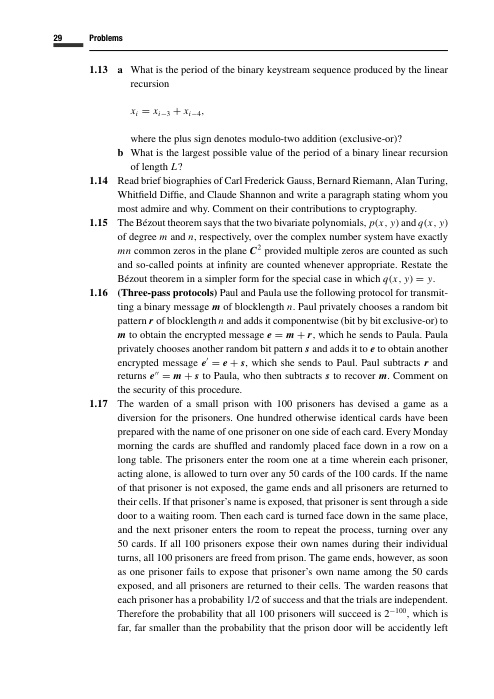 29 Problems
1.13 a What is the period of the binary keystream sequence produced by the linear
recursion
x_i = x_{i−3} + x_{i−4},
where the plus sign denotes modulo-two addition (exclusive-or)?
b What is the largest possible value of the period of a binary linear recursion
of length L?
1.14 Read brief biographies of Carl Frederick Gauss, Bernard Riemann, Alan Turing,
Whitfield Diffie, and Claude Shannon and write a paragraph stating whom you
most admire and why. Comment on their contributions to cryptography.
1.15 The Bézout theorem says that the two bivariate polynomials, p(x, y) and q(x, y)
of degree m and n, respectively, over the complex number system have exactly
mn common zeros in the plane C² provided multiple zeros are counted as such
and so-called points at infinity are counted whenever appropriate. Restate the
Bézout theorem in a simpler form for the special case in which q(x, y) = y.
1.16 (Three-pass protocols) Paul and Paula use the following protocol for transmit-
ting a binary message m of blocklength n. Paul privately chooses a random bit
pattern r of blocklength n and adds it componentwise (bit by bit exclusive-or) to
m to obtain the encrypted message e = m + r, which he sends to Paula. Paula
privately chooses another random bit pattern s and adds it to e to obtain another
encrypted message e′ = e + s, which she sends to Paul. Paul subtracts r and
returns e″ = m + s to Paula, who then subtracts s to recover m. Comment on
the security of this procedure.
1.17 The warden of a small prison with 100 prisoners has devised a game as a
diversion for the prisoners. One hundred otherwise identical cards have been
prepared with the name of one prisoner on one side of each card. Every Monday
morning the cards are shuffled and randomly placed face down in a row on a
long table. The prisoners enter the room one at a time wherein each prisoner,
acting alone, is allowed to turn over any 50 cards of the 100 cards. If the name
of that prisoner is not exposed, the game ends and all prisoners are returned to
their cells. If that prisoner's name is exposed, that prisoner is sent through a side
door to a waiting room. Then each card is turned face down in the same place,
and the next prisoner enters the room to repeat the process, turning over any
50 cards. If all 100 prisoners expose their own names during their individual
turns, all 100 prisoners are freed from prison. The game ends, however, as soon
as one prisoner fails to expose that prisoner's own name among the 50 cards
exposed, and all prisoners are returned to their cells. The warden reasons that
each prisoner has a probability 1/2 of success and that the trials are independent.
Therefore the probability that all 100 prisoners will succeed is 2⁻¹⁰⁰, which is
far, far smaller than the probability that the prison door will be accidently left